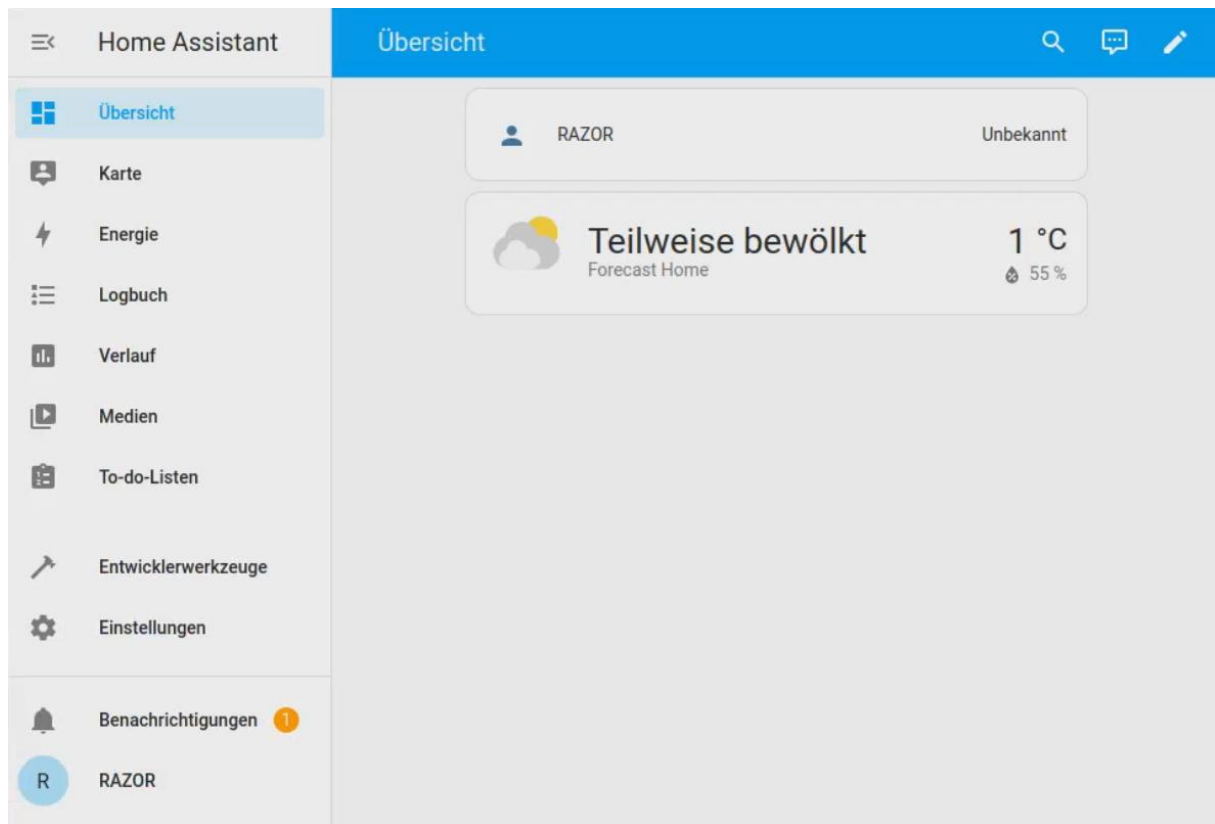 Home Assistant
Übersicht
Karte
Energie
Logbuch
Verlauf
Medien
To-do-Listen
Entwicklerwerkzeuge
Einstellungen
Benachrichtigungen 1
R RAZOR
Übersicht
RAZOR Unbekannt
Teilweise bewölkt 1 °C
Forecast Home 55 %